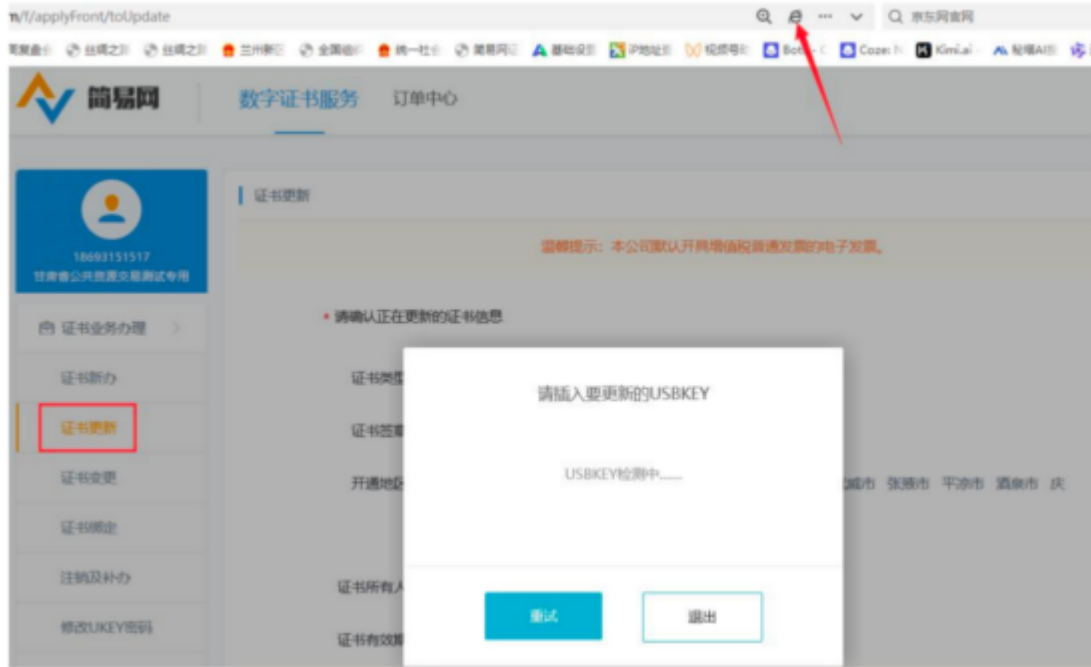 /f/applyFront/toUpdate
京东网官网
兰州新区
Kimi.ai
简易网 数字证书服务 订单中心
证书更新
温馨提示：本公司默认开具增值税普通发票的电子发票。
18693151517
甘肃省公共资源交易测试专用
* 请确认正在更新的证书信息
证书业务办理
证书新办
证书类型
请插入要更新的USBKEY
证书更新
证书签章
USBKEY检测中......
证书变更
开通地区
威市 张掖市 平凉市 酒泉市 庆
证书绑定
注销及补办
证书所有人
重试 退出
修改UKEY密码
证书有效期